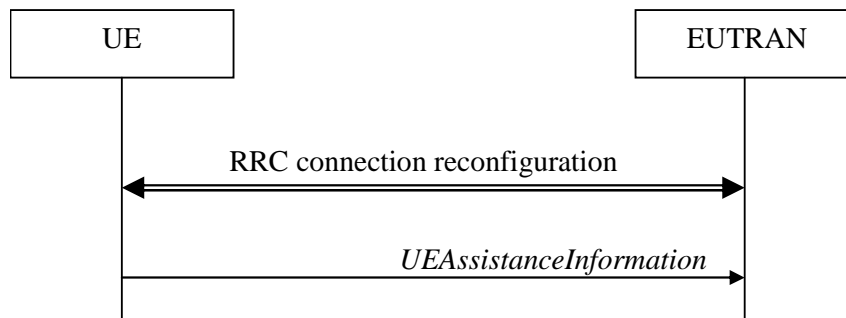 UE
EUTRAN
RRC connection reconfiguration
UEAssistanceInformation